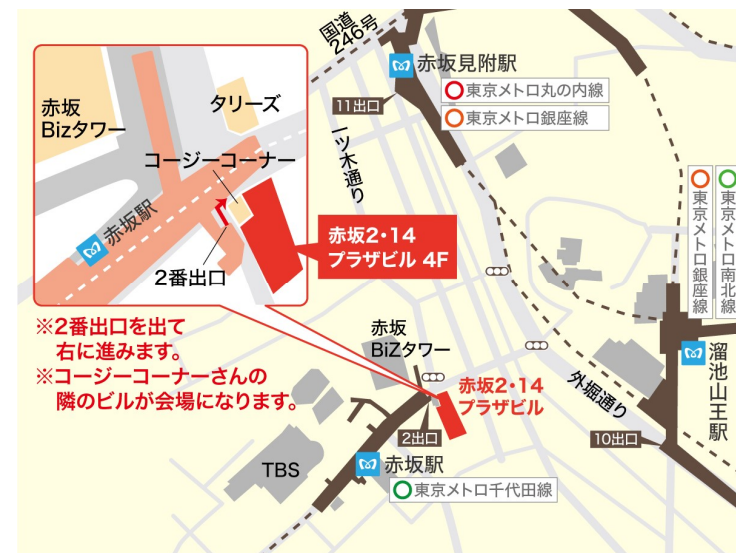 国道
246号
赤坂見附駅
東京メトロ丸の内線
東京メトロ銀座線
11出口
一ツ木通り
赤坂
Bizタワー
タリーズ
コージーコーナー
赤坂駅
2番出口
赤坂2・14
プラザビル 4F
※2番出口を出て
右に進みます。
※コージーコーナーさんの
隣のビルが会場になります。
東京メトロ銀座線
東京メトロ南北線
溜池山王駅
外堀通り
10出口
赤坂
BiZタワー
赤坂2・14
プラザビル
2出口
TBS
赤坂駅
東京メトロ千代田線